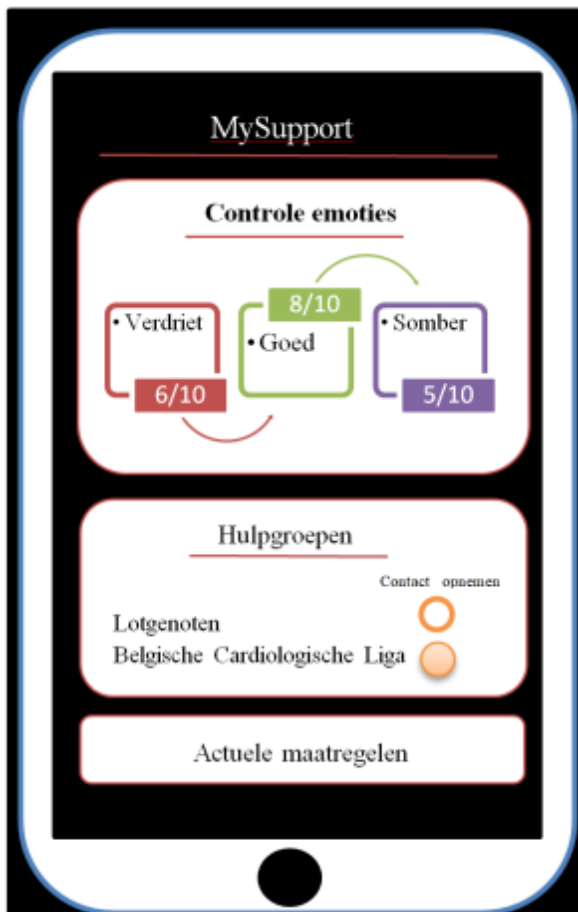 MySupport
Controle emoties
• Verdriet
6/10
8/10
• Goed
• Somber
5/10
Hulpgroepen
Contact opnemen
Lotgenoten
Belgische Cardiologische Liga
Actuele maatregelen